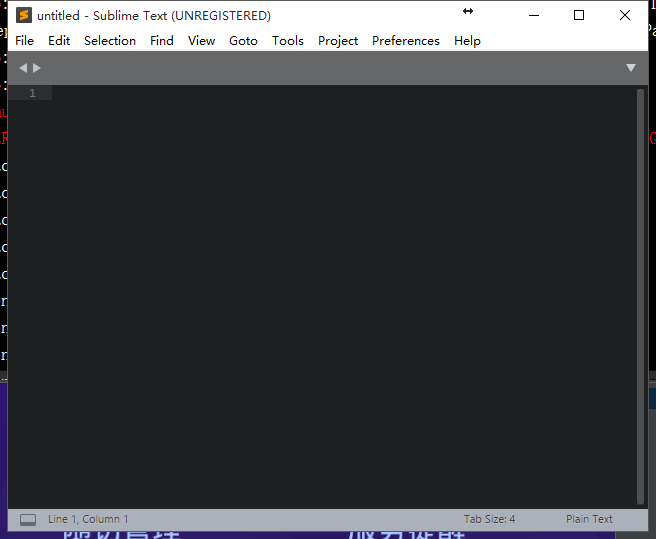 untitled - Sublime Text (UNREGISTERED)
File Edit Selection Find View Goto Tools Project Preferences Help
1
Line 1, Column 1 Tab Size: 4 Plain Text